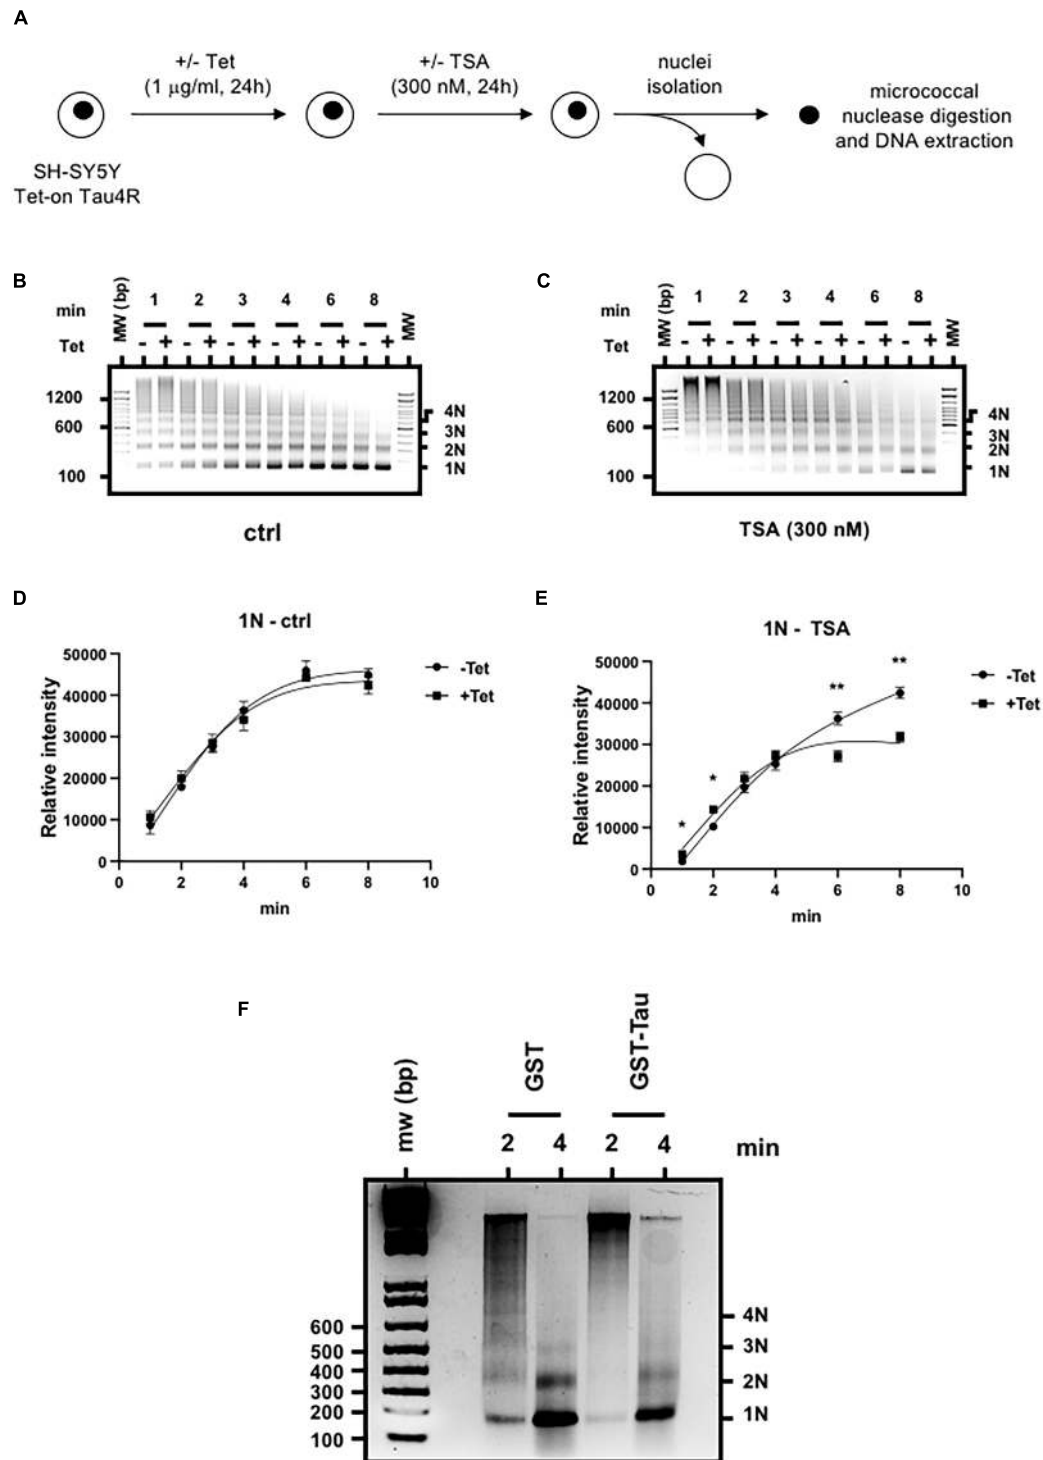 A
+/- Tet
(1 μg/ml, 24h)
+/- TSA
(300 nM, 24h)
nuclei
isolation
micrococcal
nuclease digestion
and DNA extraction
SH-SY5Y
Tet-on Tau4R
B
MW (bp)
min
1 2 3 4 6 8
MW
Tet
- + - + - + - + - + - +
1200
600
100
4N
3N
2N
1N
ctrl
C
MW (bp)
min
1 2 3 4 6 8
MW
Tet
- + - + - + - + - + - +
1200
600
100
4N
3N
2N
1N
TSA (300 nM)
D
1N - ctrl
Relative intensity
50000
40000
30000
20000
10000
0
0 2 4 6 8 10
min
-Tet
+Tet
E
1N - TSA
Relative intensity
50000
40000
30000
20000
10000
0
* * ** **
0 2 4 6 8 10
min
-Tet
+Tet
F
mw (bp)
GST
GST-Tau
2 4 2 4 min
600
500
400
300
200
100
4N
3N
2N
1N